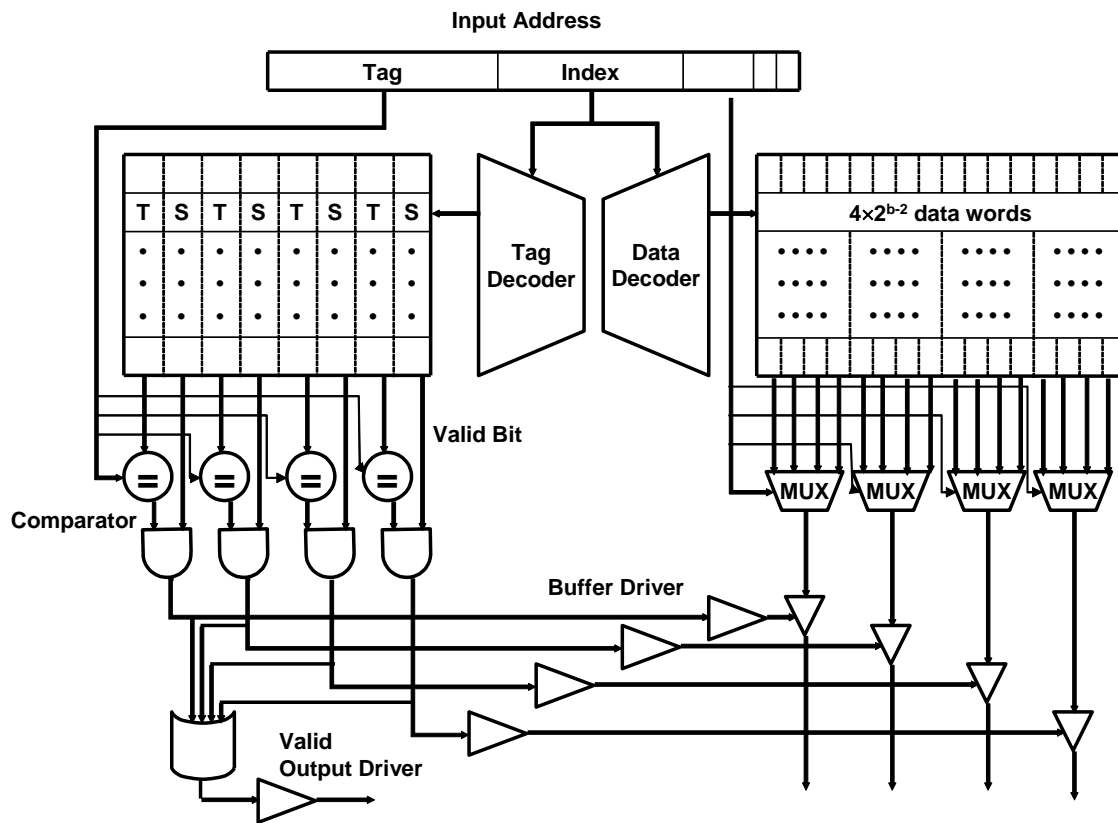 Input Address
Tag Index
T S T S T S T S
4×2^b-2 data words
Tag
Decoder
Data
Decoder
Valid Bit
= = = =
MUX MUX MUX MUX
Comparator
Buffer Driver
Valid
Output Driver